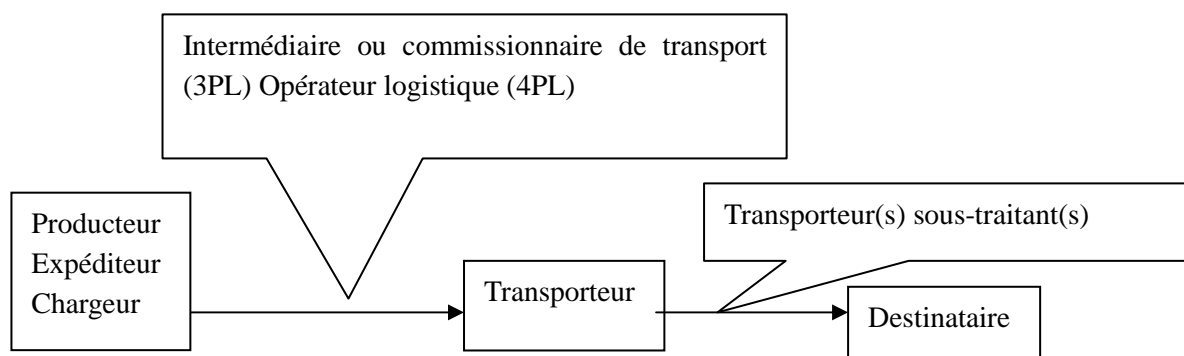 Intermédiaire ou commissionnaire de transport
(3PL) Opérateur logistique (4PL)
Producteur
Expéditeur
Chargeur
Transporteur
Transporteur(s) sous-traitant(s)
Destinataire